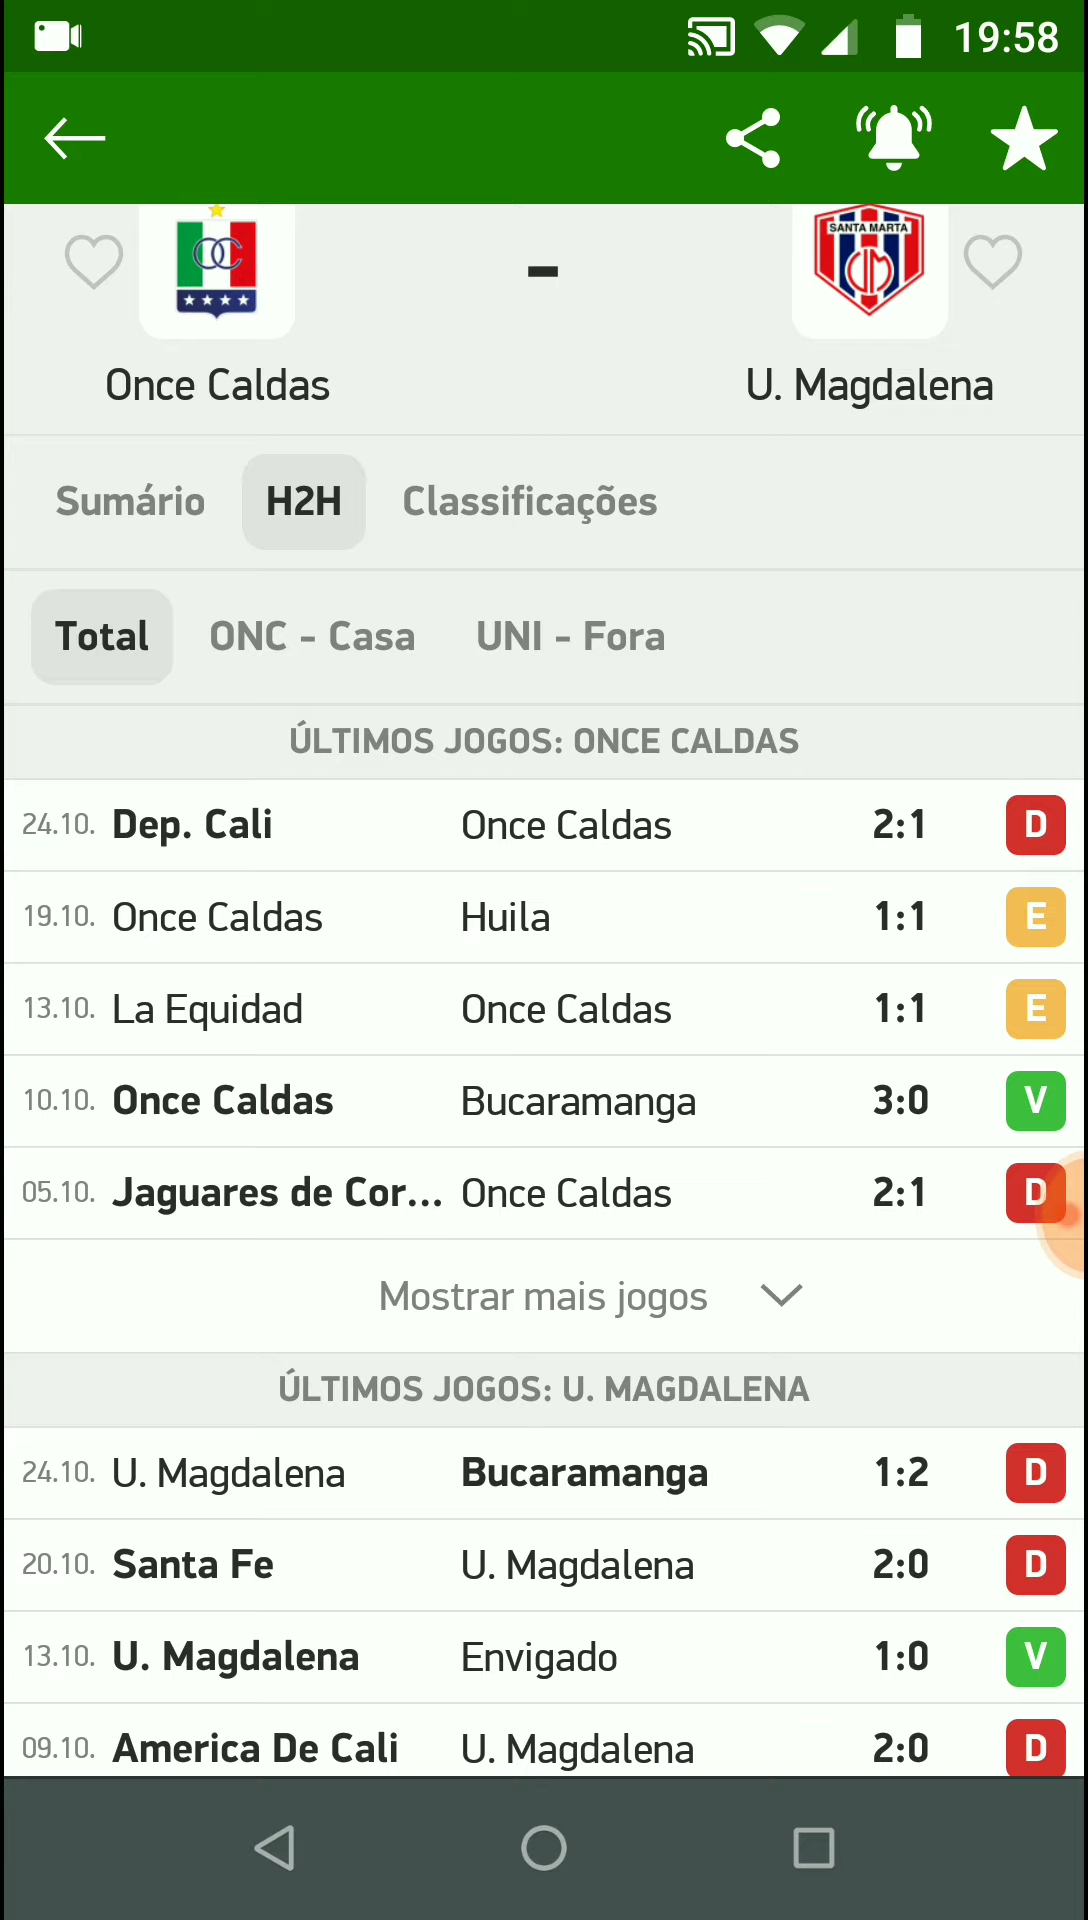 19:58
OC
SANTA MARTA
Once Caldas
-
U. Magdalena
Sumário H2H Classificações
Total ONC - Casa UNI - Fora
ÚLTIMOS JOGOS: ONCE CALDAS
24.10. Dep. Cali Once Caldas 2:1 D
19.10. Once Caldas Huila 1:1 E
13.10. La Equidad Once Caldas 1:1 E
10.10. Once Caldas Bucaramanga 3:0 V
05.10. Jaguares de Cor... Once Caldas 2:1 D
Mostrar mais jogos
ÚLTIMOS JOGOS: U. MAGDALENA
24.10. U. Magdalena Bucaramanga 1:2 D
20.10. Santa Fe U. Magdalena 2:0 D
13.10. U. Magdalena Envigado 1:0 V
09.10. America De Cali U. Magdalena 2:0 D